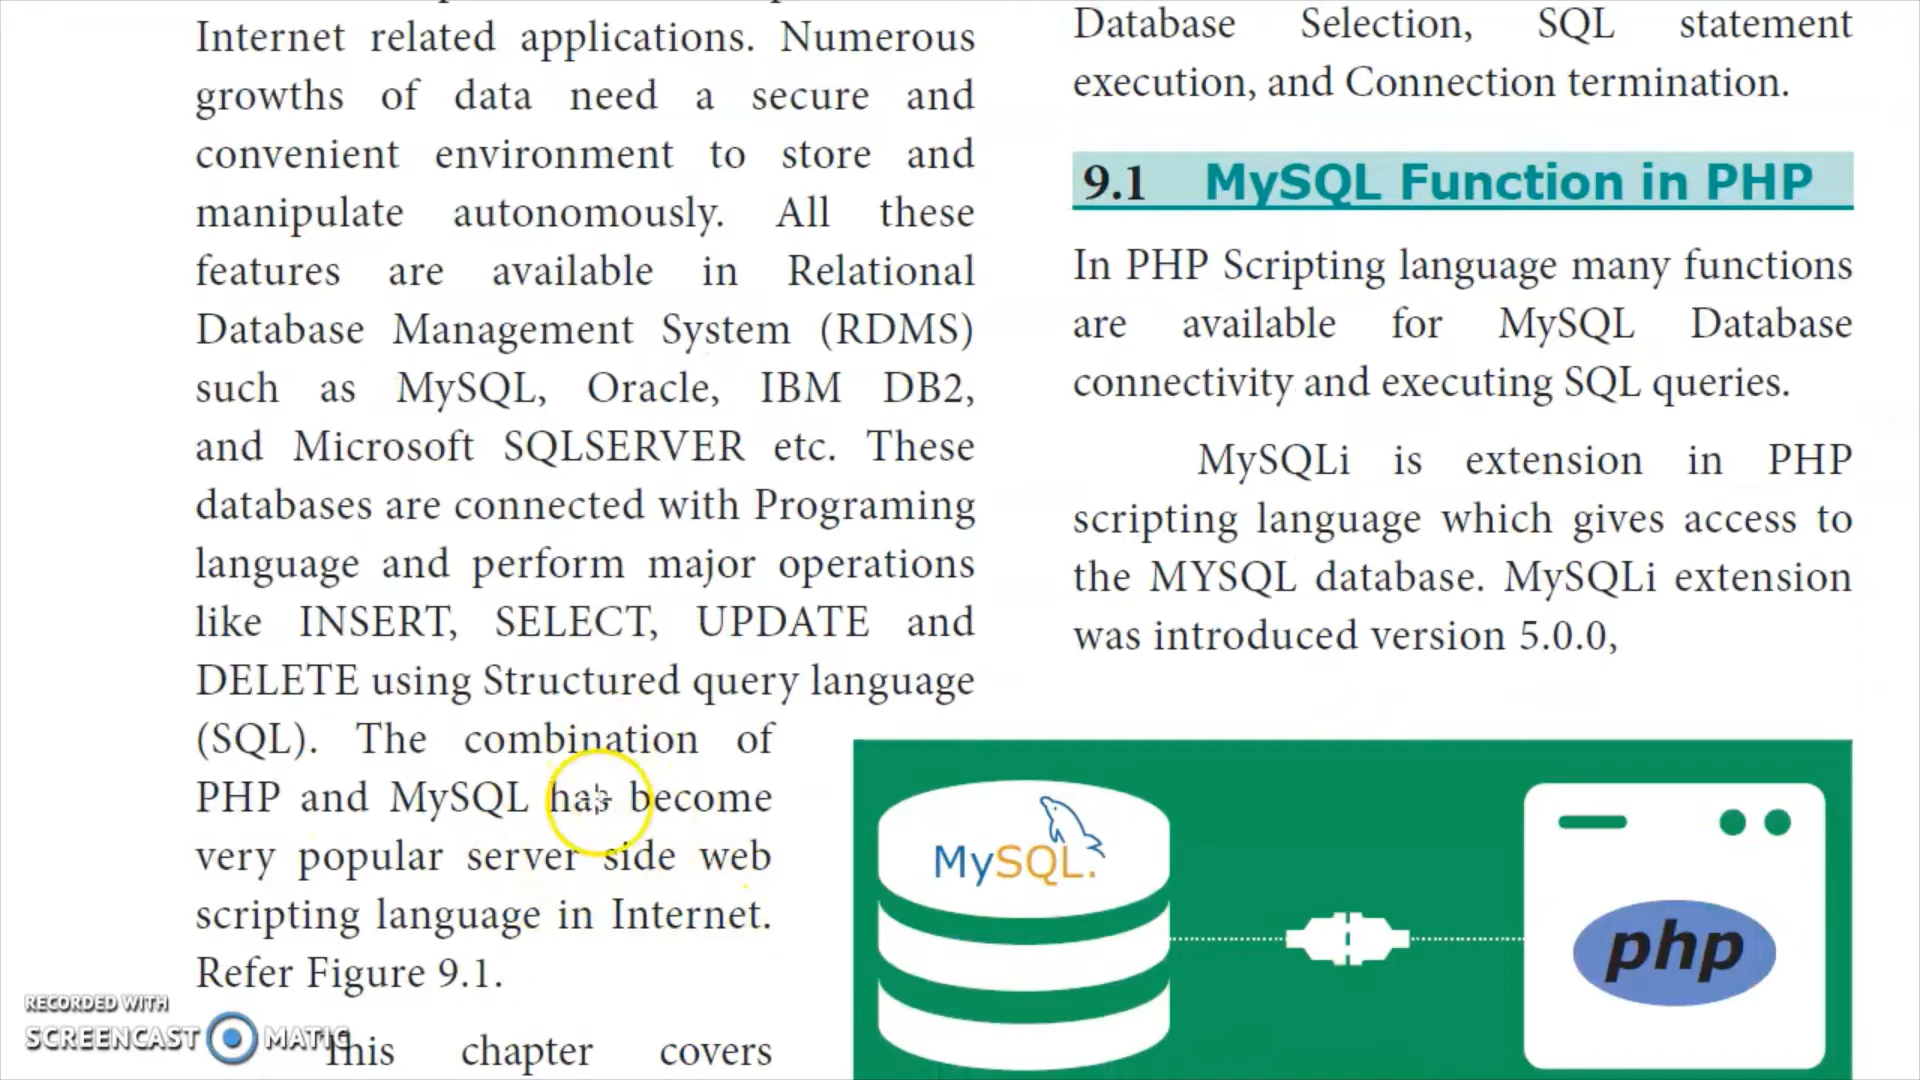 Internet related applications. Numerous
growths of data need a secure and
convenient environment to store and
manipulate autonomously. All these
features are available in Relational
Database Management System (RDMS)
such as MySQL, Oracle, IBM DB2,
and Microsoft SQLSERVER etc. These
databases are connected with Programing
language and perform major operations
like INSERT, SELECT, UPDATE and
DELETE using Structured query language
(SQL). The combination of
PHP and MySQL has become
very popular server side web
scripting language in Internet.
Refer Figure 9.1.
This chapter covers
Database Selection, SQL statement
execution, and Connection termination.
9.1 MySQL Function in PHP
In PHP Scripting language many functions
are available for MySQL Database
connectivity and executing SQL queries.
MySQLi is extension in PHP
scripting language which gives access to
the MYSQL database. MySQLi extension
was introduced version 5.0.0,
MySQL.
php
RECORDED WITH
SCREENCAST MATIC